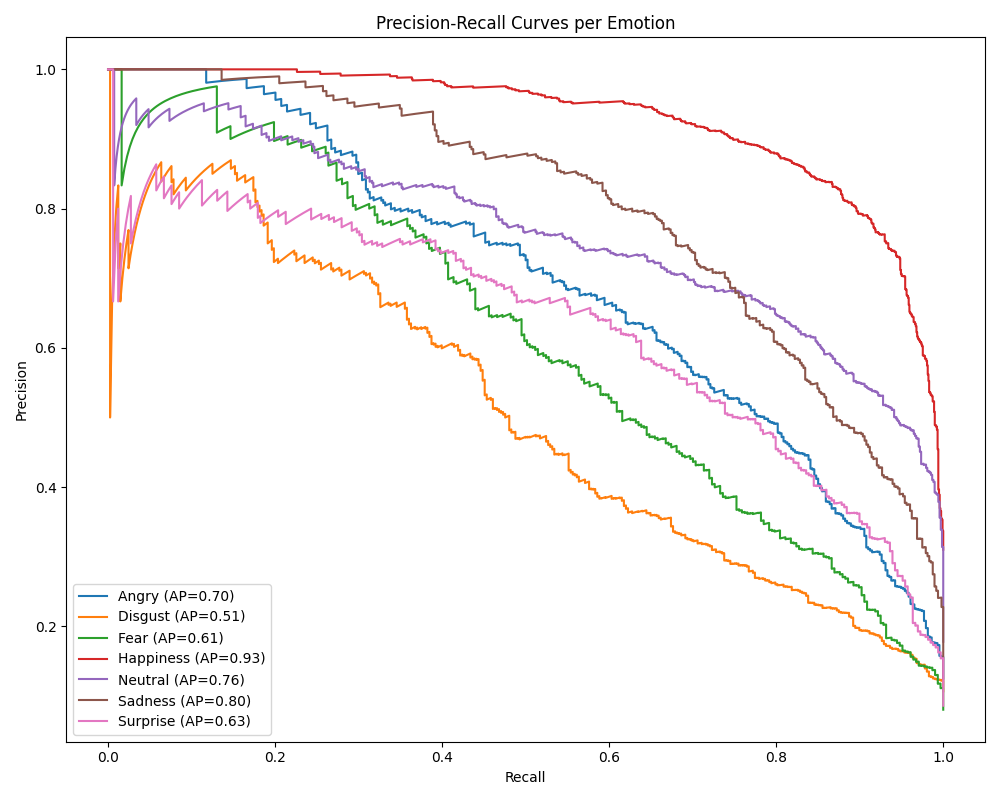 Precision-Recall Curves per Emotion
1.0
0.8
0.6
0.4
0.2
Precision
Angry (AP=0.70)
Disgust (AP=0.51)
Fear (AP=0.61)
Happiness (AP=0.93)
Neutral (AP=0.76)
Sadness (AP=0.80)
Surprise (AP=0.63)
0.0 0.2 0.4 0.6 0.8 1.0
Recall